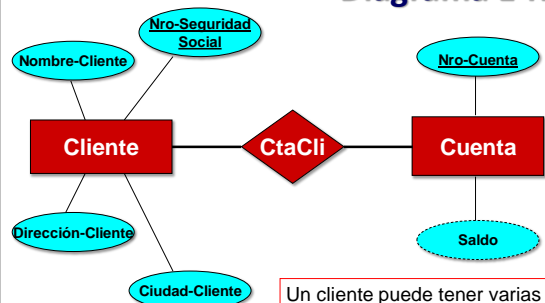 Nro-Seguridad
Social
Nombre-Cliente
Nro-Cuenta
Cliente
CtaCli
Cuenta
Dirección-Cliente
Saldo
Ciudad-Cliente
Un cliente puede tener varias